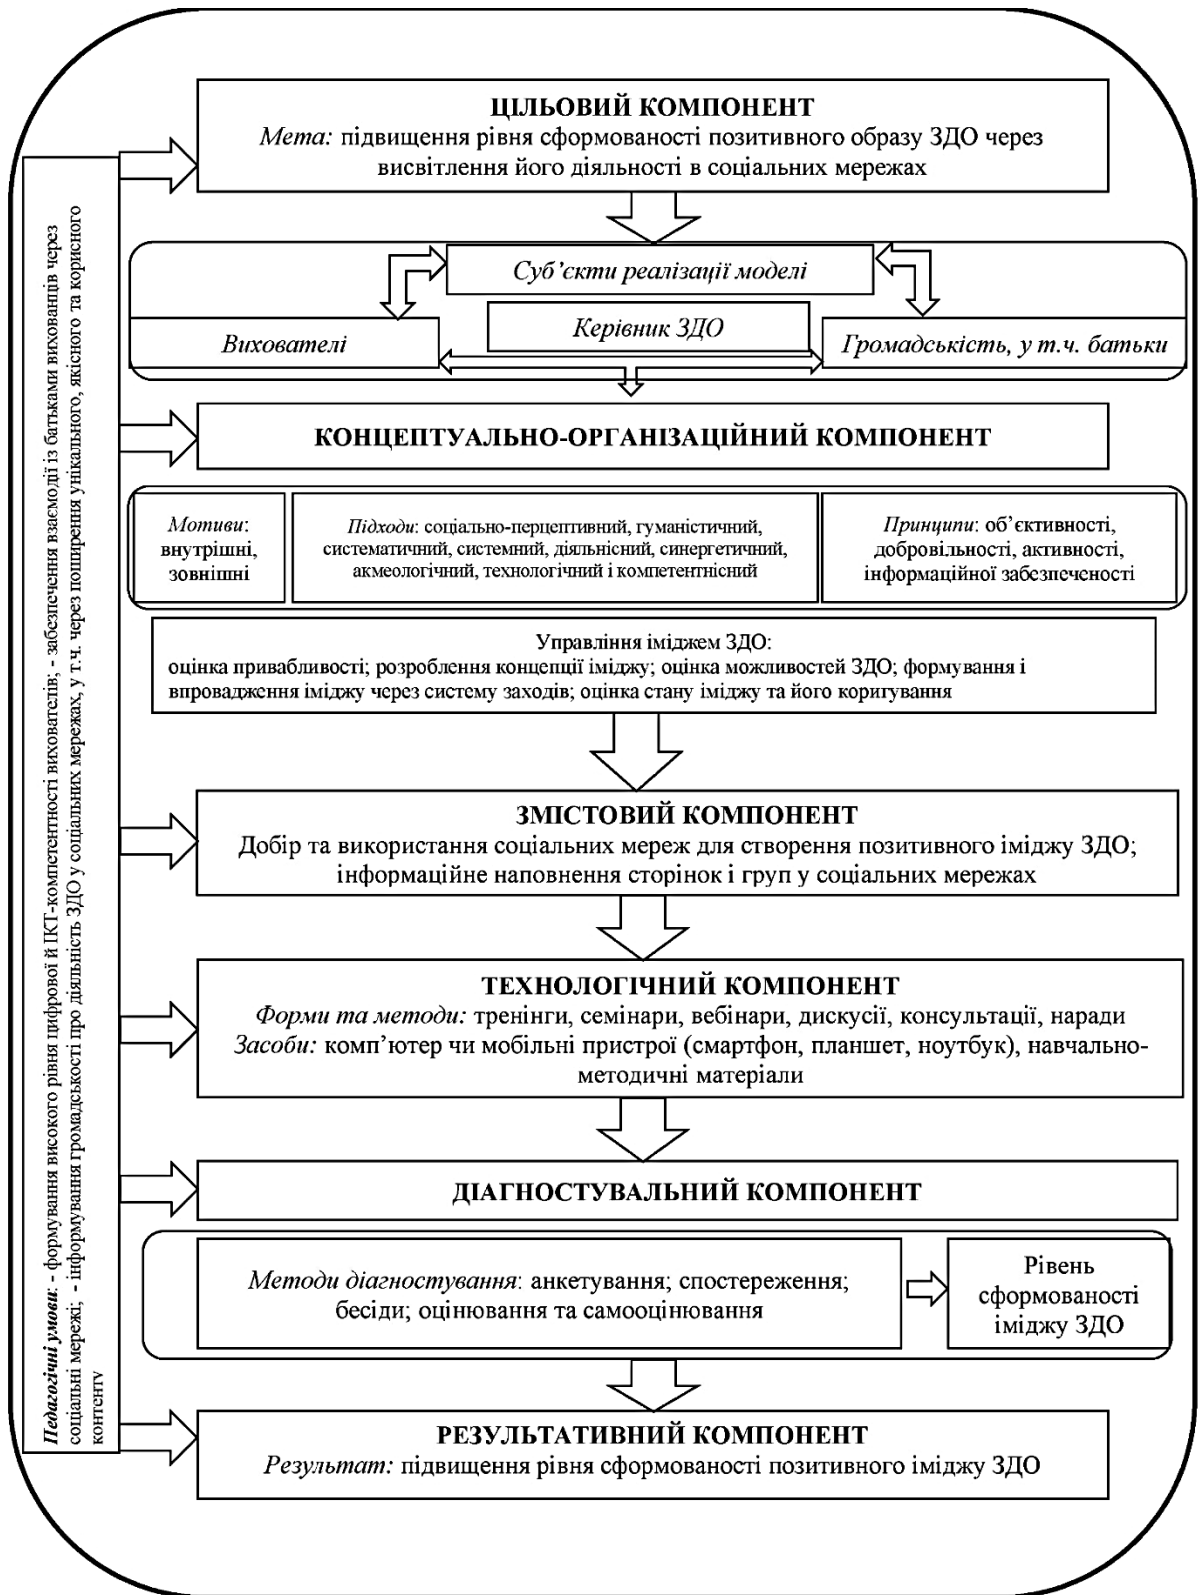 ЦІЛЬОВИЙ КОМПОНЕНТ
Мета: підвищення рівня сформованості позитивного образу ЗДО через
висвітлення його діяльності в соціальних мережах
Суб’єкти реалізації моделі
Керівник ЗДО
Вихователі
Громадськість, у т.ч. батьки
КОНЦЕПТУАЛЬНО-ОРГАНІЗАЦІЙНИЙ КОМПОНЕНТ
Мотиви:
внутрішні,
зовнішні
Підходи: соціально-перцептивний, гуманістичний,
систематичний, системний, діяльнісний, синергетичний,
акмеологічний, технологічний і компетентнісний
Принципи: об’єктивності,
добровільності, активності,
інформаційної забезпеченості
Управління іміджем ЗДО:
оцінка привабливості; розроблення концепції іміджу; оцінка можливостей ЗДО; формування і
впровадження іміджу через систему заходів; оцінка стану іміджу та його коригування
ЗМІСТОВИЙ КОМПОНЕНТ
Добір та використання соціальних мереж для створення позитивного іміджу ЗДО;
інформаційне наповнення сторінок і груп у соціальних мережах
ТЕХНОЛОГІЧНИЙ КОМПОНЕНТ
Форми та методи: тренінги, семінари, вебінари, дискусії, консультації, наради
Засоби: комп’ютер чи мобільні пристрої (смартфон, планшет, ноутбук), навчально-
методичні матеріали
ДІАГНОСТУВАЛЬНИЙ КОМПОНЕНТ
Методи діагностування: анкетування; спостереження;
бесіди; оцінювання та самооцінювання
Рівень
сформованості
іміджу ЗДО
РЕЗУЛЬТАТИВНИЙ КОМПОНЕНТ
Результат: підвищення рівня сформованості позитивного іміджу ЗДО
Педагогічні умови: - формування високого рівня цифрової й ІКТ-компетентності вихователів; - забезпечення взаємодії із батьками вихованців через
соціальні мережі; - інформування громадськості про діяльність ЗДО у соціальних мережах, у т.ч. через поширення унікального, якісного та корисного
контенту